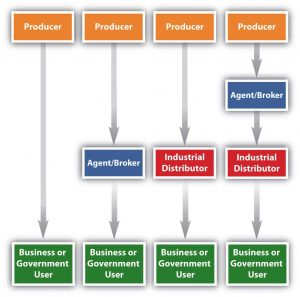 Producer
Producer
Producer
Producer
Agent/Broker
Agent/Broker
Industrial
Distributor
Industrial
Distributor
Business or
Government
User
Business or
Government
User
Business or
Government
User
Business or
Government
User